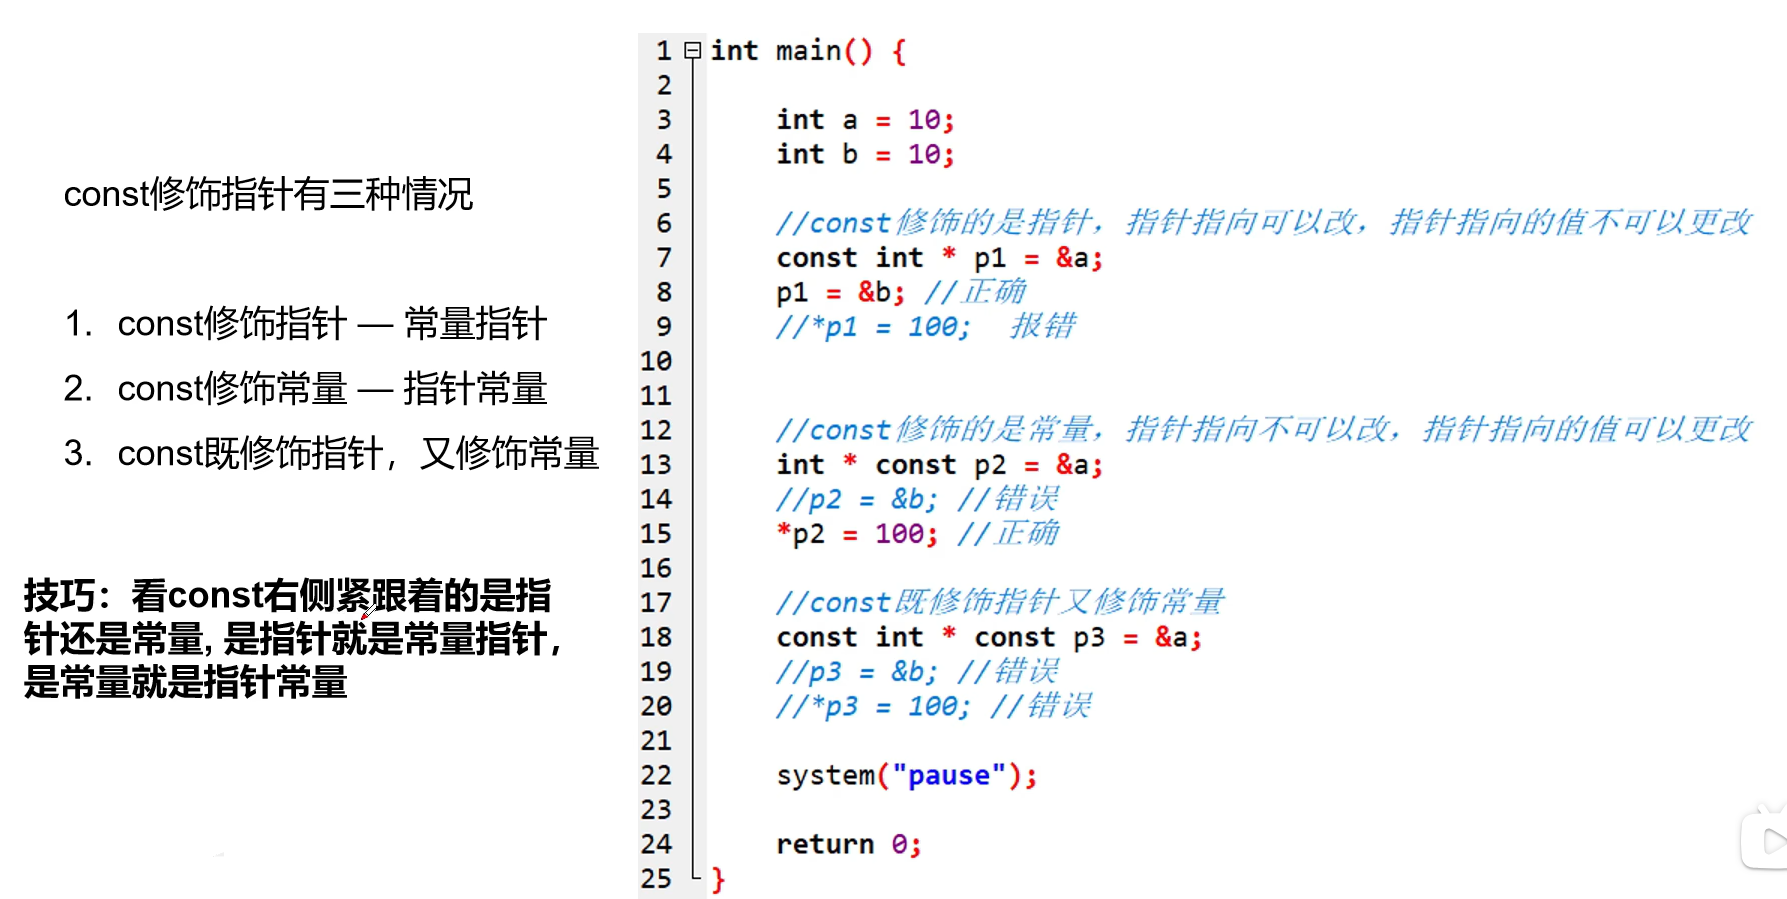 const修饰指针有三种情况
1. const修饰指针 — 常量指针
2. const修饰常量 — 指针常量
3. const既修饰指针，又修饰常量
技巧：看const右侧紧跟着的是指
针还是常量, 是指针就是常量指针，
是常量就是指针常量
1 int main() {
2
3 int a = 10;
4 int b = 10;
5
6 //const修饰的是指针，指针指向可以改，指针指向的值不可以更改
7 const int * p1 = &a;
8 p1 = &b; //正确
9 //*p1 = 100;  报错
10
11
12 //const修饰的是常量，指针指向不可以改，指针指向的值可以更改
13 int * const p2 = &a;
14 //p2 = &b; //错误
15 *p2 = 100; //正确
16
17 //const既修饰指针又修饰常量
18 const int * const p3 = &a;
19 //p3 = &b; //错误
20 //*p3 = 100; //错误
21
22 system("pause");
23
24 return 0;
25 }